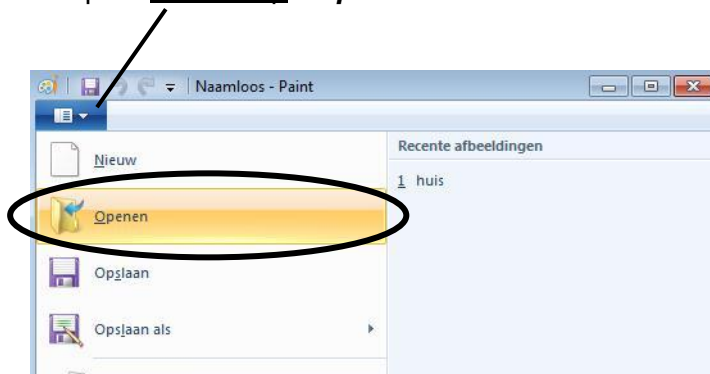 Naamloos - Paint
Recente afbeeldingen
Nieuw
1 huis
Openen
Opslaan
Opslaan als